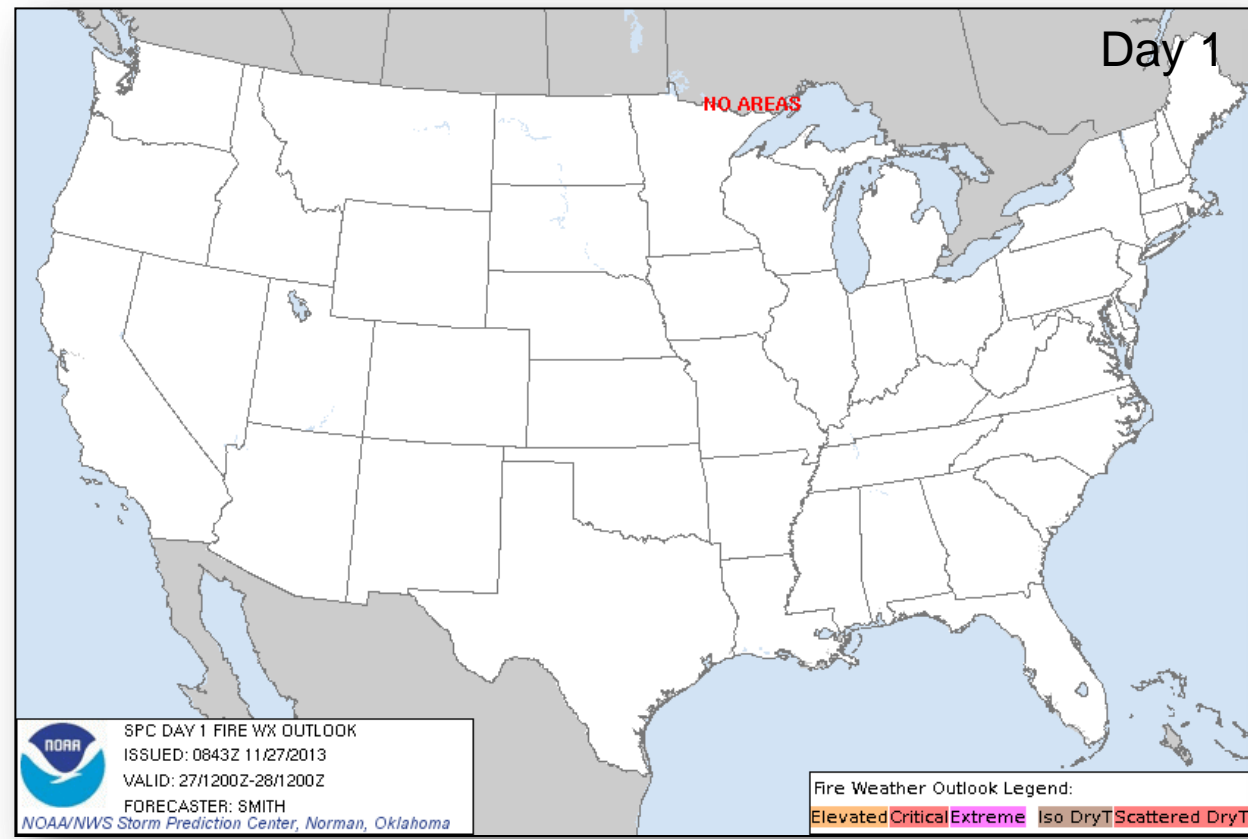 Day 1
NO AREAS
NOAA
SPC DAY 1 FIRE WX OUTLOOK
ISSUED: 0843Z 11/27/2013
VALID: 27/1200Z-28/1200Z
FORECASTER: SMITH
NOAA/NWS Storm Prediction Center, Norman, Oklahoma
Fire Weather Outlook Legend:
Elevated Critical Extreme Iso DryT Scattered DryT